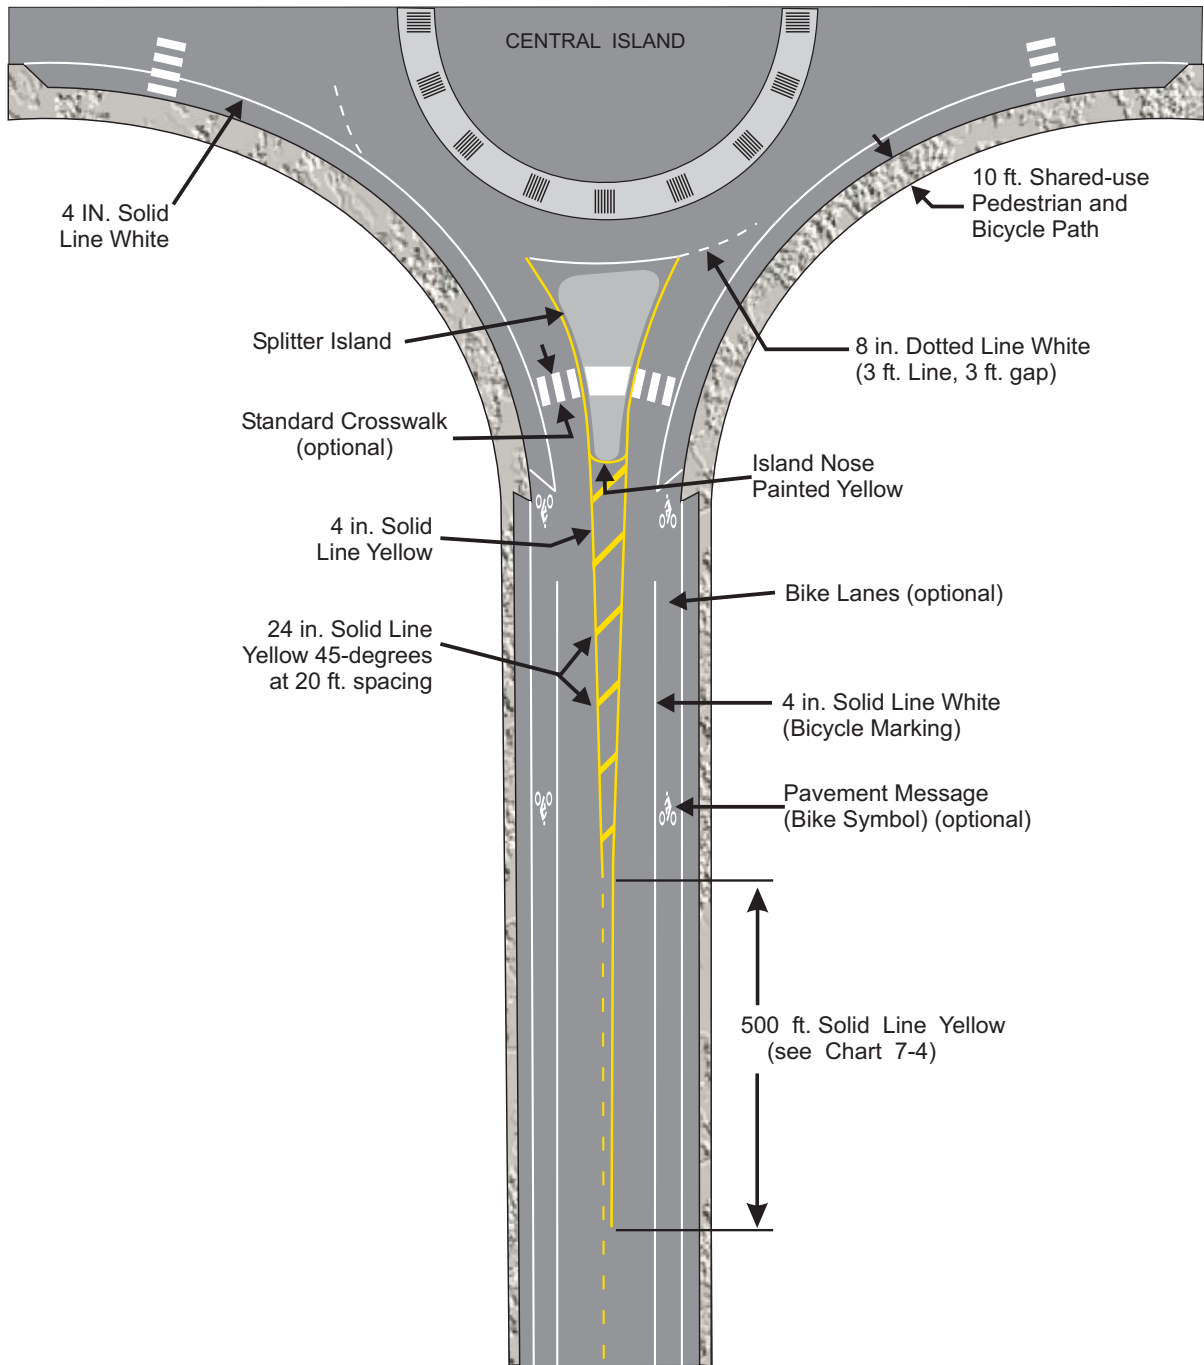 CENTRAL ISLAND
4 IN. Solid
Line White
10 ft. Shared-use
Pedestrian and
Bicycle Path
Splitter Island
8 in. Dotted Line White
(3 ft. Line, 3 ft. gap)
Standard Crosswalk
(optional)
Island Nose
Painted Yellow
4 in. Solid
Line Yellow
Bike Lanes (optional)
24 in. Solid Line
Yellow 45-degrees
at 20 ft. spacing
4 in. Solid Line White
(Bicycle Marking)
Pavement Message
(Bike Symbol) (optional)
500 ft. Solid Line Yellow
(see Chart 7-4)